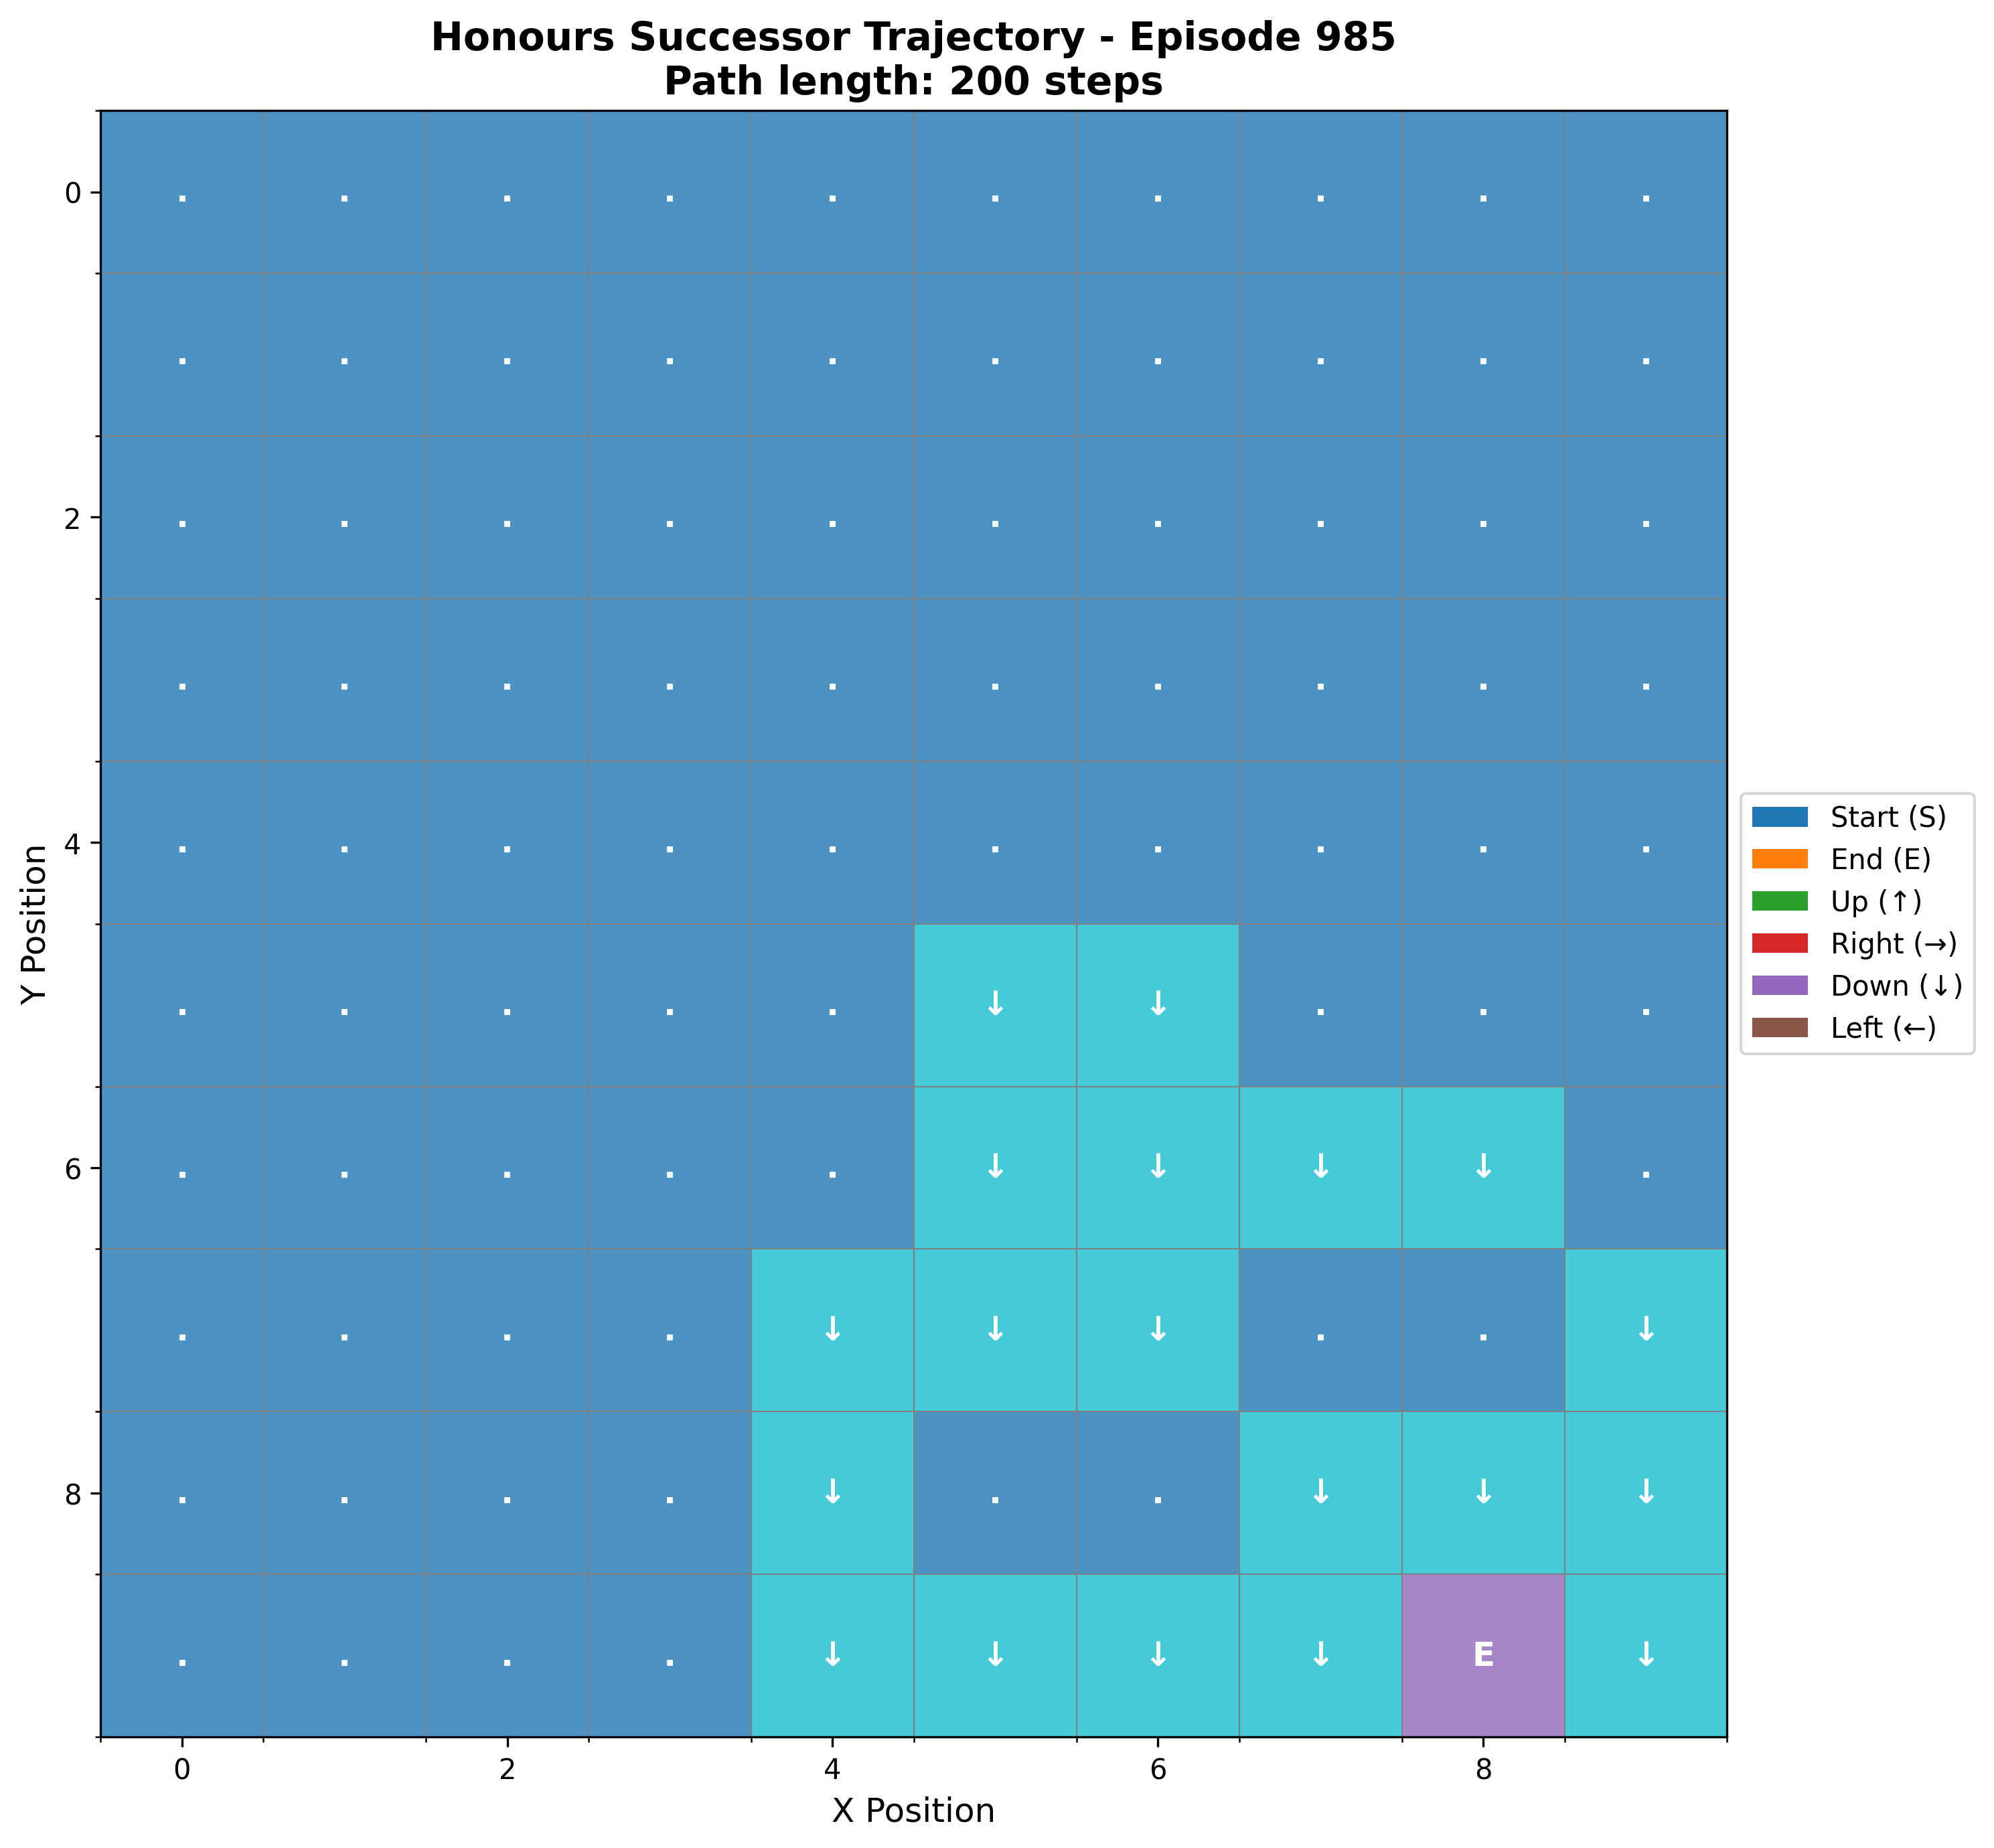 Honours Successor Trajectory - Episode 985
Path length: 200 steps
0
. . . . . . . . . .
. . . . . . . . . .
2
. . . . . . . . . .
. . . . . . . . . .
4
. . . . . . . . . .
. . . . . ↓ ↓ . . .
6
. . . . . ↓ ↓ ↓ ↓ .
. . . . ↓ ↓ ↓ . . ↓
8
. . . . ↓ . . ↓ ↓ ↓
. . . . ↓ ↓ ↓ ↓ E ↓
0 2 4 6 8
X Position
Y Position
Start (S)
End (E)
Up (↑)
Right (→)
Down (↓)
Left (←)